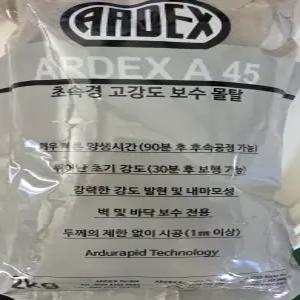 ARDEX
ARDEX A 45
초속경 고강도 보수 몰탈
빠른 양생시간 (90분 후 후속공정 가능)
뛰어난 초기 강도 (30분 후 보행 가능)
강력한 강도 발현 및 내마모성
벽 및 바닥 보수 전용
두께의 제한 없이 시공 (1㎜ 이상)
Ardurapid Technology
2KG